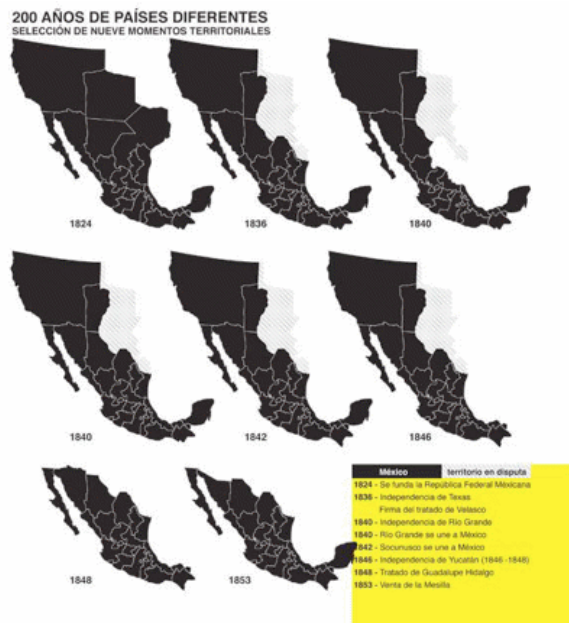 200 AÑOS DE PAÍSES DIFERENTES
SELECCIÓN DE NUEVE MOMENTOS TERRITORIALES
1824
1836
1840
1840
1842
1846
1848
1853
México
territorio en disputa
1824 - Se funda la República Federal Mexicana
1836 - Independencia de Texas
Firma del tratado de Velasco
1840 - Independencia de Río Grande
1840 - Río Grande se une a México
1842 - Socunusco se une a México
1846 - Independencia de Yucatán (1846 -1848)
1848 - Tratado de Guadalupe Hidalgo
1853 - Venta de la Mesilla